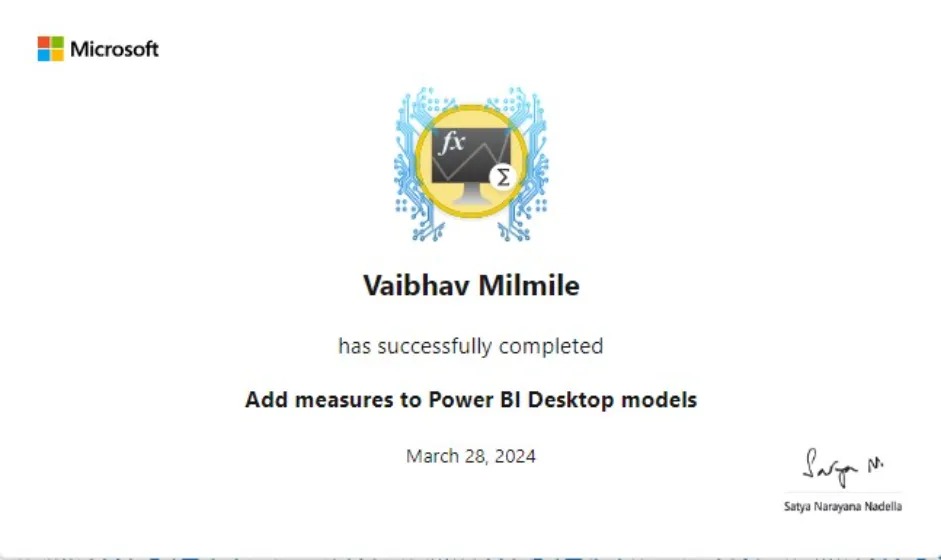 Microsoft
fx
Σ
Vaibhav Milmile
has successfully completed
Add measures to Power BI Desktop models
March 28, 2024
Satya N.
Satya Narayana Nadella